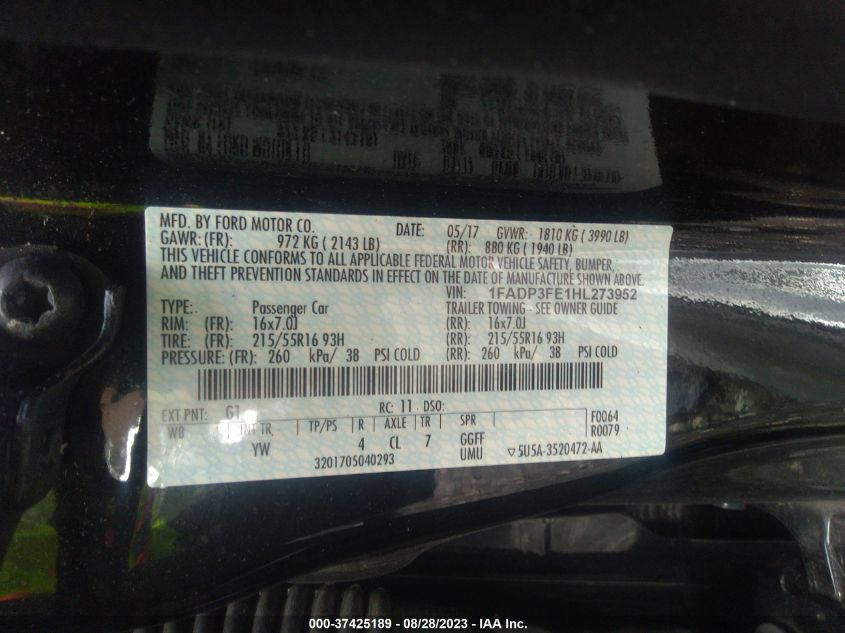 MFD. BY FORD MOTOR CO. DATE: 05/17 GVWR: 1810 KG ( 3990 LB)
GAWR: (FR): 972 KG ( 2143 LB) (RR): 880 KG ( 1940 LB)
THIS VEHICLE CONFORMS TO ALL APPLICABLE FEDERAL MOTOR VEHICLE SAFETY, BUMPER,
AND THEFT PREVENTION STANDARDS IN EFFECT ON THE DATE OF MANUFACTURE SHOWN ABOVE.
VIN: 1FADP3FE1HL273952
TYPE: Passenger Car TRAILER TOWING - SEE OWNER GUIDE
RIM: (FR) 16x7.0J (RR): 16x7.0J
TIRE: (FR) 215/55R16 93H (RR): 215/55R16 93H
PRESSURE: (FR) 260 kPa/ 38 PSI COLD (RR): 260 kPa/ 38 PSI COLD
EXT PNT: G1 RC: 11 DSO: F0064
WB INT TR, TP/PS R AXLE TR SPR R0079
YW 4 CL 7 GGFF
UMU 5U5A-3520472-AA
3201705040293
000-37425189 - 08/28/2023 - IAA Inc.